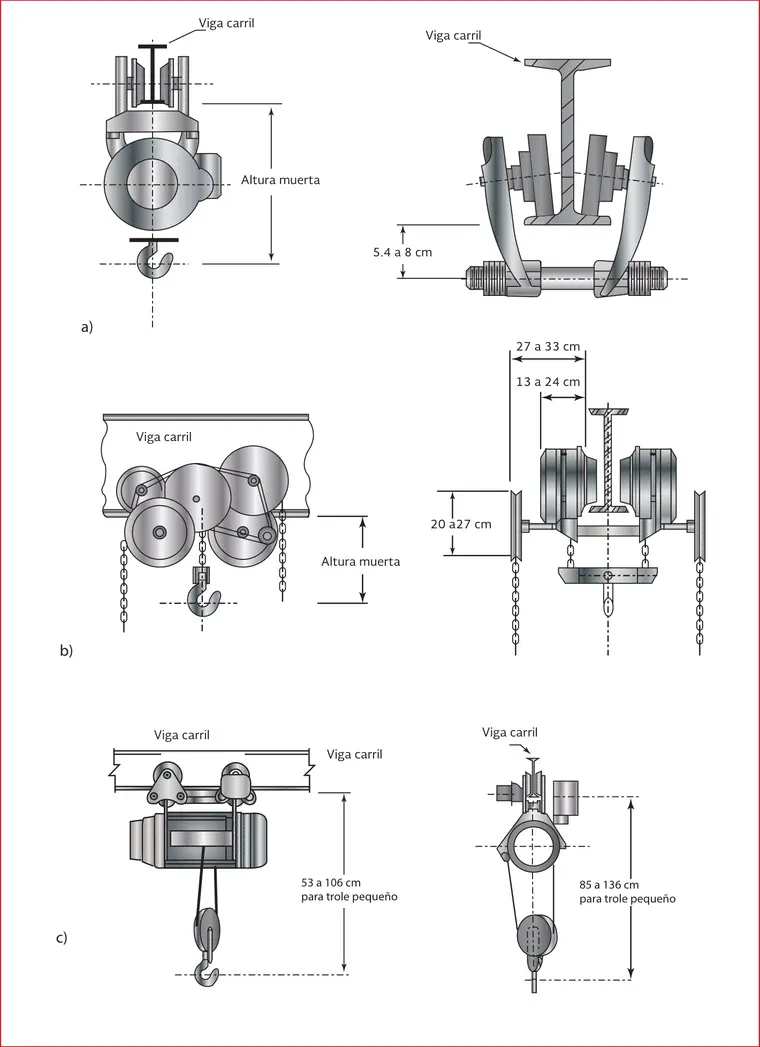 Viga carril
Viga carril
Altura muerta
5.4 a 8 cm
a)
27 a 33 cm
13 a 24 cm
Viga carril
20 a27 cm
Altura muerta
b)
Viga carril
Viga carril
Viga carril
53 a 106 cm
para trole pequeño
85 a 136 cm
para trole pequeño
c)